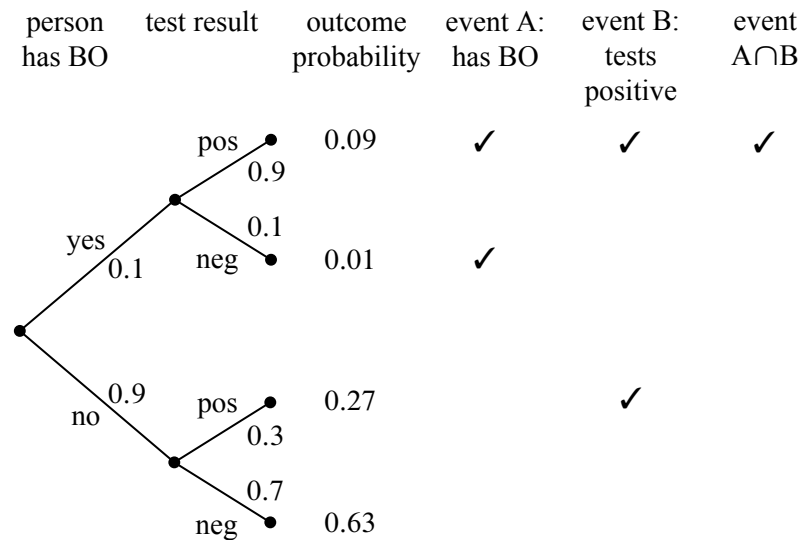 person test result outcome event A: event B: event
has BO probability has BO tests A∩B
positive
pos 0.09 ✓ ✓ ✓
0.9
yes 0.1
0.1 neg 0.01 ✓
0.9 pos 0.27 ✓
no 0.3
0.7
neg 0.63